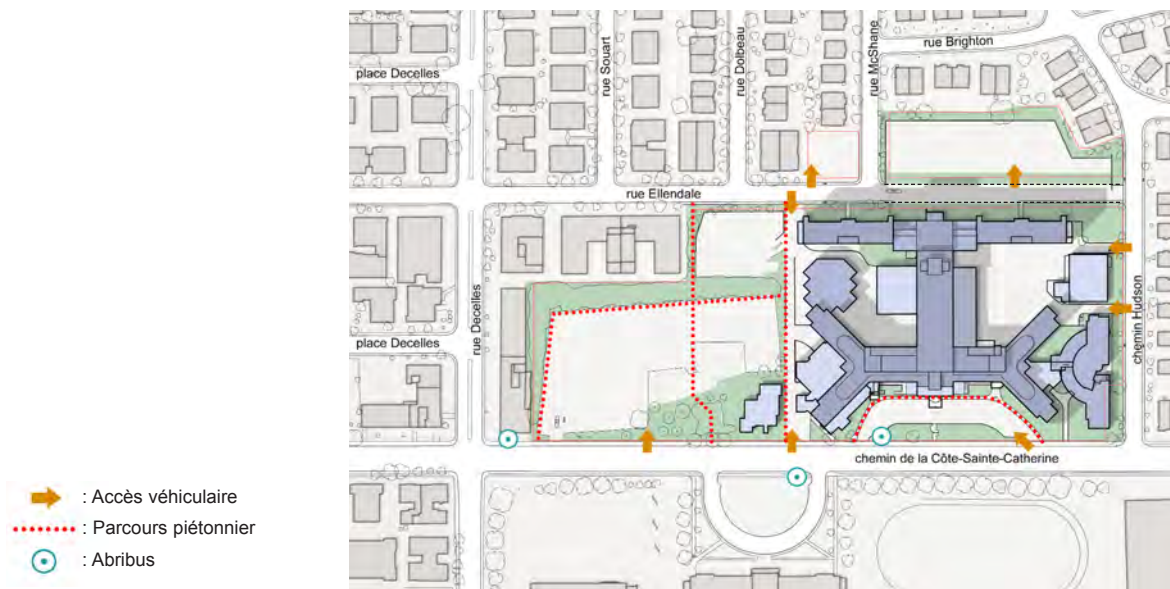 rue Brighton
place Decelles
rue Souart
rue Dolbeau
rue McShane
rue Ellendale
rue Decelles
place Decelles
chemin Hudson
chemin de la Côte-Sainte-Catherine
: Accès véhiculaire
: Parcours piétonnier
: Abribus